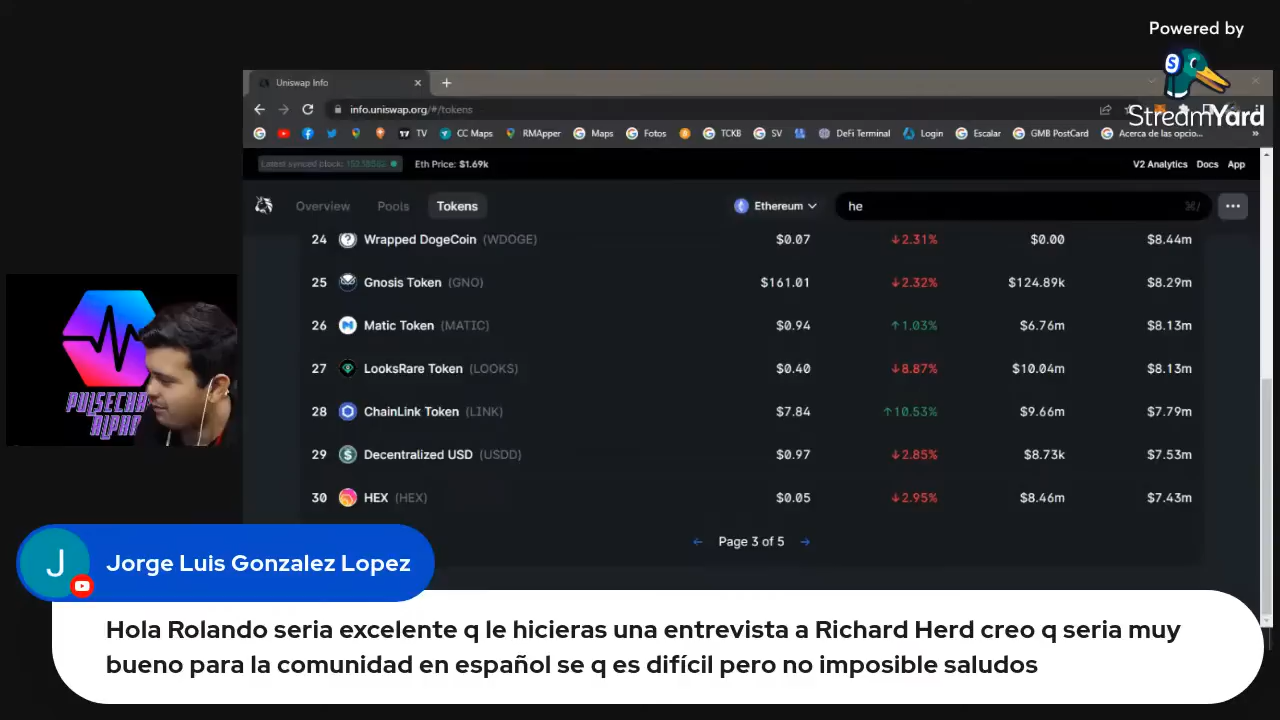 Powered by
StreamYard
Uniswap Info
info.uniswap.org/#/tokens
TV
CC Maps
RMApper
Maps
Fotos
TCKB
SV
DeFi Terminal
Login
Escalar
GMB PostCard
Acerca de las opcio...
Latest synced block:
Eth Price: $1.69k
V2 Analytics Docs App
Overview Pools Tokens Ethereum he ⌘/
24 Wrapped DogeCoin (WDOGE) $0.07 ↓2.31% $0.00 $8.44m
25 Gnosis Token (GNO) $161.01 ↓2.32% $124.89k $8.29m
26 Matic Token (MATIC) $0.94 ↑1.03% $6.76m $8.13m
27 LooksRare Token (LOOKS) $0.40 ↓8.87% $10.04m $8.13m
28 ChainLink Token (LINK) $7.84 ↑10.53% $9.66m $7.79m
29 Decentralized USD (USDD) $0.97 ↓2.85% $8.73k $7.53m
30 HEX (HEX) $0.05 ↓2.95% $8.46m $7.43m
← Page 3 of 5 →
J
Jorge Luis Gonzalez Lopez
Hola Rolando seria excelente q le hicieras una entrevista a Richard Herd creo q seria muy
bueno para la comunidad en español se q es difícil pero no imposible saludos